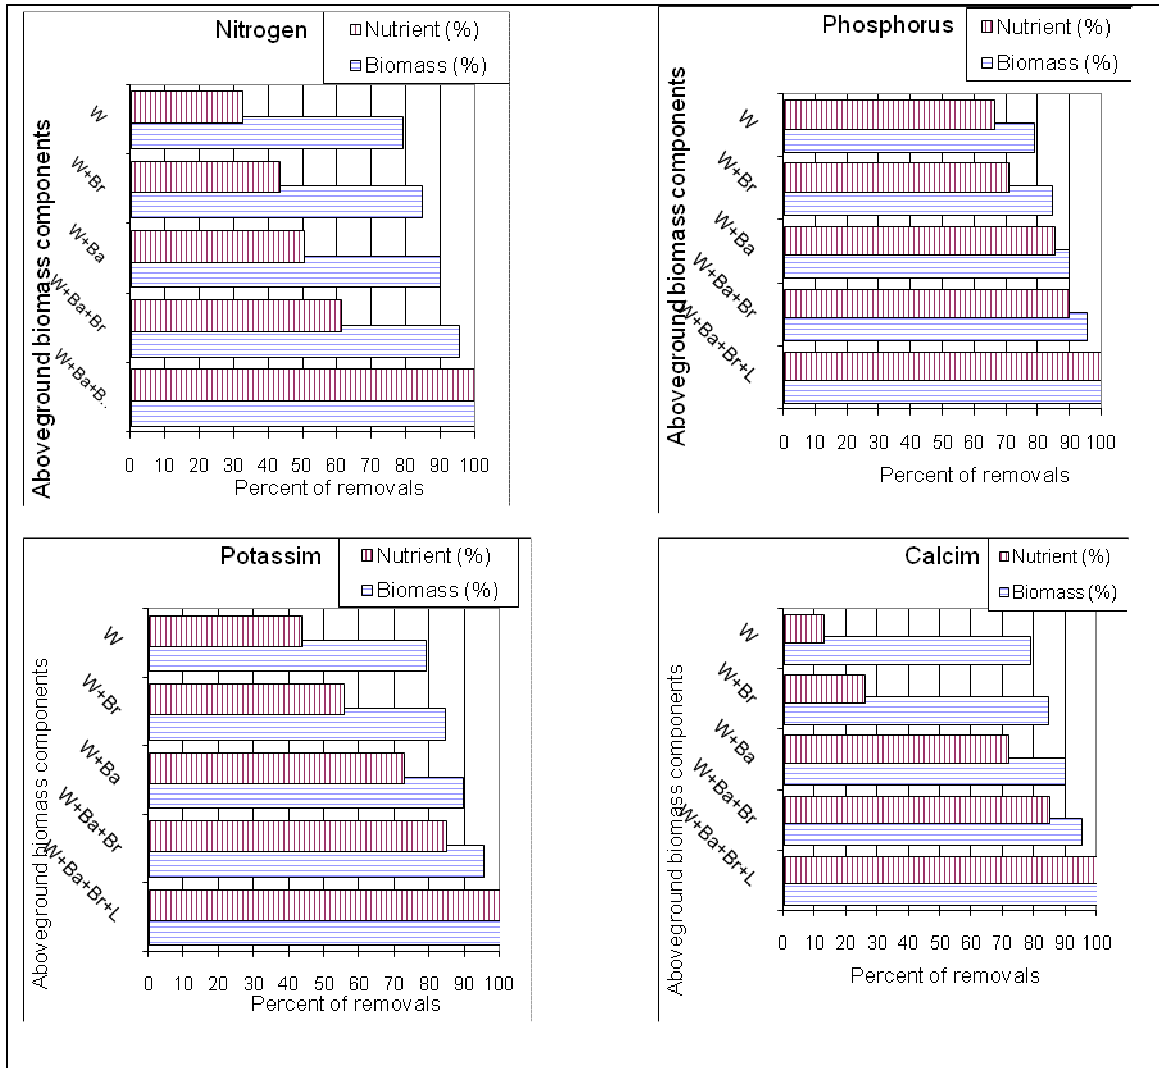 Nitrogen
Nutrient (%)
Biomass (%)
Aboveground biomass components
W
W+Br
W+Ba
W+Ba+Br
W+Ba+B..
0 10 20 30 40 50 60 70 80 90 100
Percent of removals
Phosphorus
Nutrient (%)
Biomass (%)
Aboveground biomass components
W
W+Br
W+Ba
W+Ba+Br
W+Ba+Br+L
0 10 20 30 40 50 60 70 80 90 100
Percent of removals
Potassim
Nutrient (%)
Biomass (%)
Aboveground biomass components
W
W+Br
W+Ba
W+Ba+Br
W+Ba+Br+L
0 10 20 30 40 50 60 70 80 90 100
Percent of removals
Calcim
Nutrient (%)
Biomass (%)
Aboveground biomass components
W
W+Br
W+Ba
W+Ba+Br
W+Ba+Br+L
0 10 20 30 40 50 60 70 80 90 100
Percent of removals